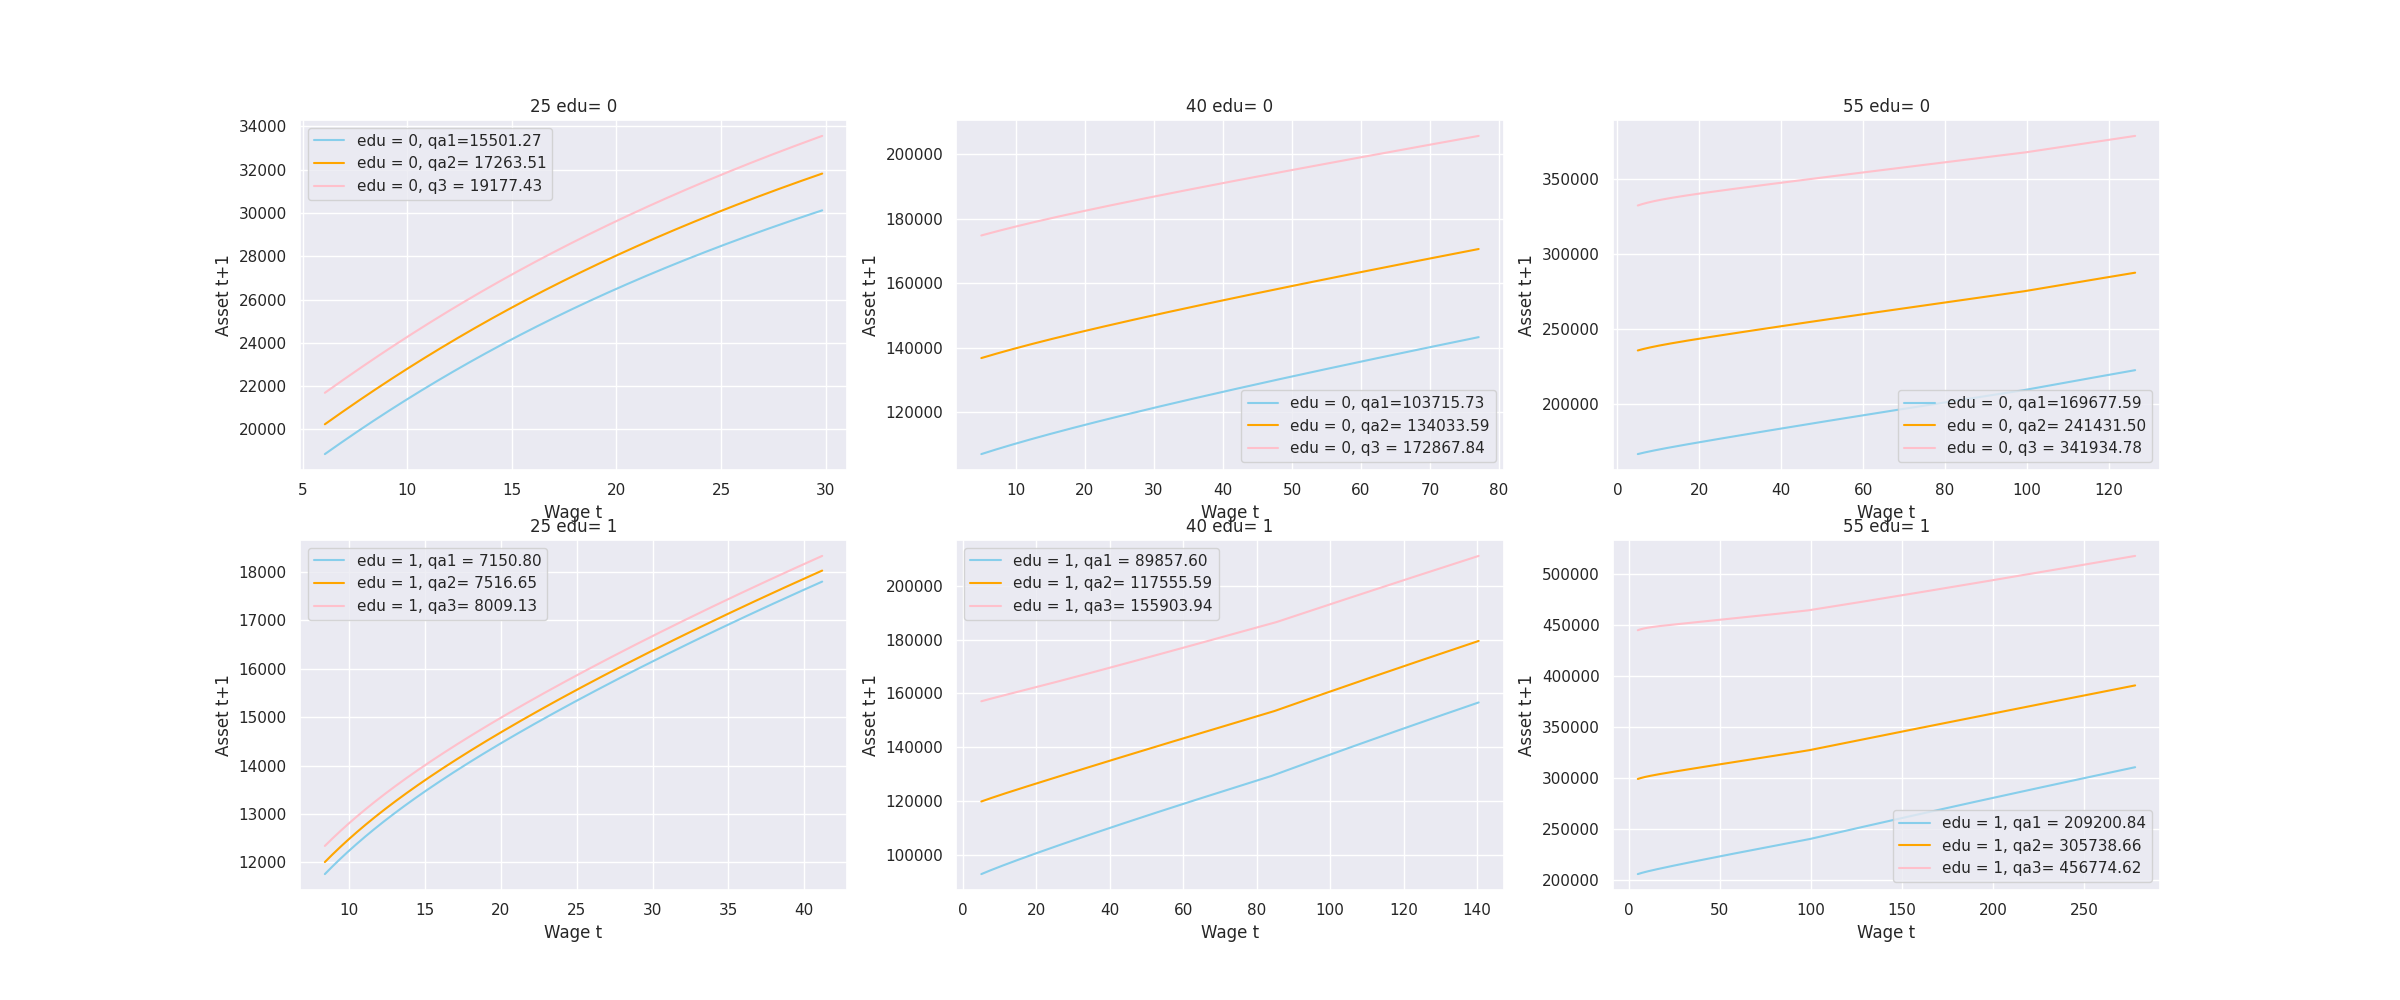 25 edu= 0
34000
32000
30000
28000
26000
24000
22000
20000
Asset t+1
edu = 0, qa1=15501.27
edu = 0, qa2= 17263.51
edu = 0, q3 = 19177.43
5 10 15 20 25 30
Wage t
40 edu= 0
200000
180000
160000
140000
120000
Asset t+1
edu = 0, qa1=103715.73
edu = 0, qa2= 134033.59
edu = 0, q3 = 172867.84
10 20 30 40 50 60 70 80
Wage t
55 edu= 0
350000
300000
250000
200000
Asset t+1
edu = 0, qa1=169677.59
edu = 0, qa2= 241431.50
edu = 0, q3 = 341934.78
0 20 40 60 80 100 120
Wage t
25 edu= 1
18000
17000
16000
15000
14000
13000
12000
Asset t+1
edu = 1, qa1 = 7150.80
edu = 1, qa2= 7516.65
edu = 1, qa3= 8009.13
10 15 20 25 30 35 40
Wage t
40 edu= 1
200000
180000
160000
140000
120000
100000
Asset t+1
edu = 1, qa1 = 89857.60
edu = 1, qa2= 117555.59
edu = 1, qa3= 155903.94
0 20 40 60 80 100 120 140
Wage t
55 edu= 1
500000
450000
400000
350000
300000
250000
200000
Asset t+1
edu = 1, qa1 = 209200.84
edu = 1, qa2= 305738.66
edu = 1, qa3= 456774.62
0 50 100 150 200 250
Wage t